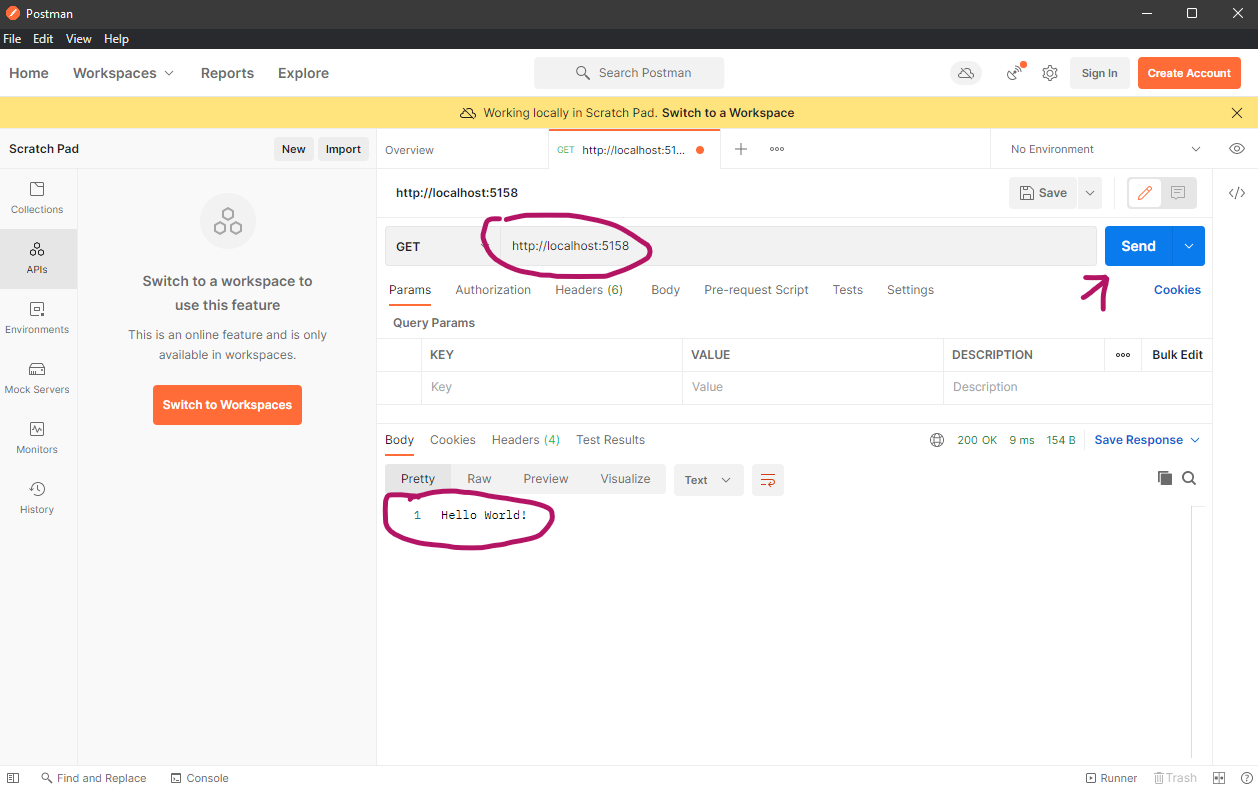 Postman
File Edit View Help
Home Workspaces Reports Explore Search Postman Sign In Create Account
Working locally in Scratch Pad. Switch to a Workspace
Scratch Pad New Import Overview GET http://localhost:51... No Environment
http://localhost:5158 Save
Collections
APIs
Environments
Mock Servers
Monitors
History
Switch to a workspace to
use this feature
This is an online feature and is only
available in workspaces.
Switch to Workspaces
GET http://localhost:5158 Send
Params Authorization Headers (6) Body Pre-request Script Tests Settings Cookies
Query Params
KEY VALUE DESCRIPTION Bulk Edit
Key Value Description
Body Cookies Headers (4) Test Results 200 OK 9 ms 154 B Save Response
Pretty Raw Preview Visualize Text
1 Hello World!
Find and Replace Console Runner Trash